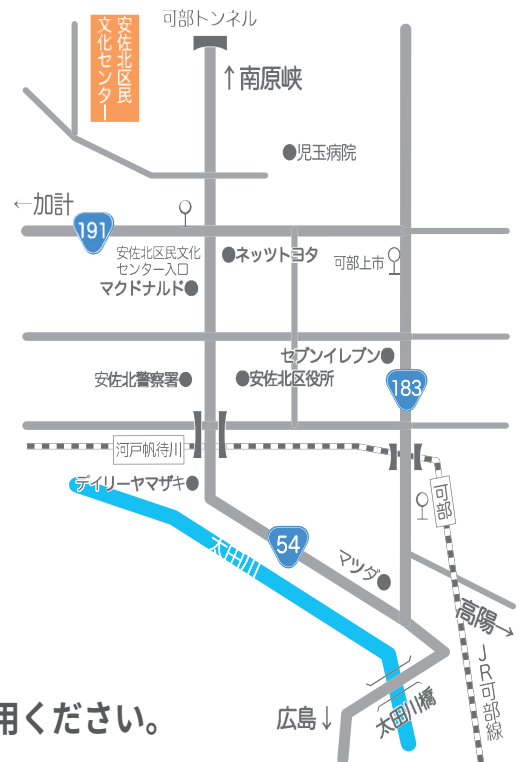 可部トンネル
安佐北区民
文化センター
↑南原峡
児玉病院
←加計
191
安佐北区民文化
センター入口
ネッツトヨタ
可部上市
マクドナルド
セブンイレブン
安佐北警察署
安佐北区役所
183
河戸帆待川
デイリーヤマザキ
可部
太田川
54
マツダ
高陽→
JR可部線
太田川橋
広島↓
用ください。